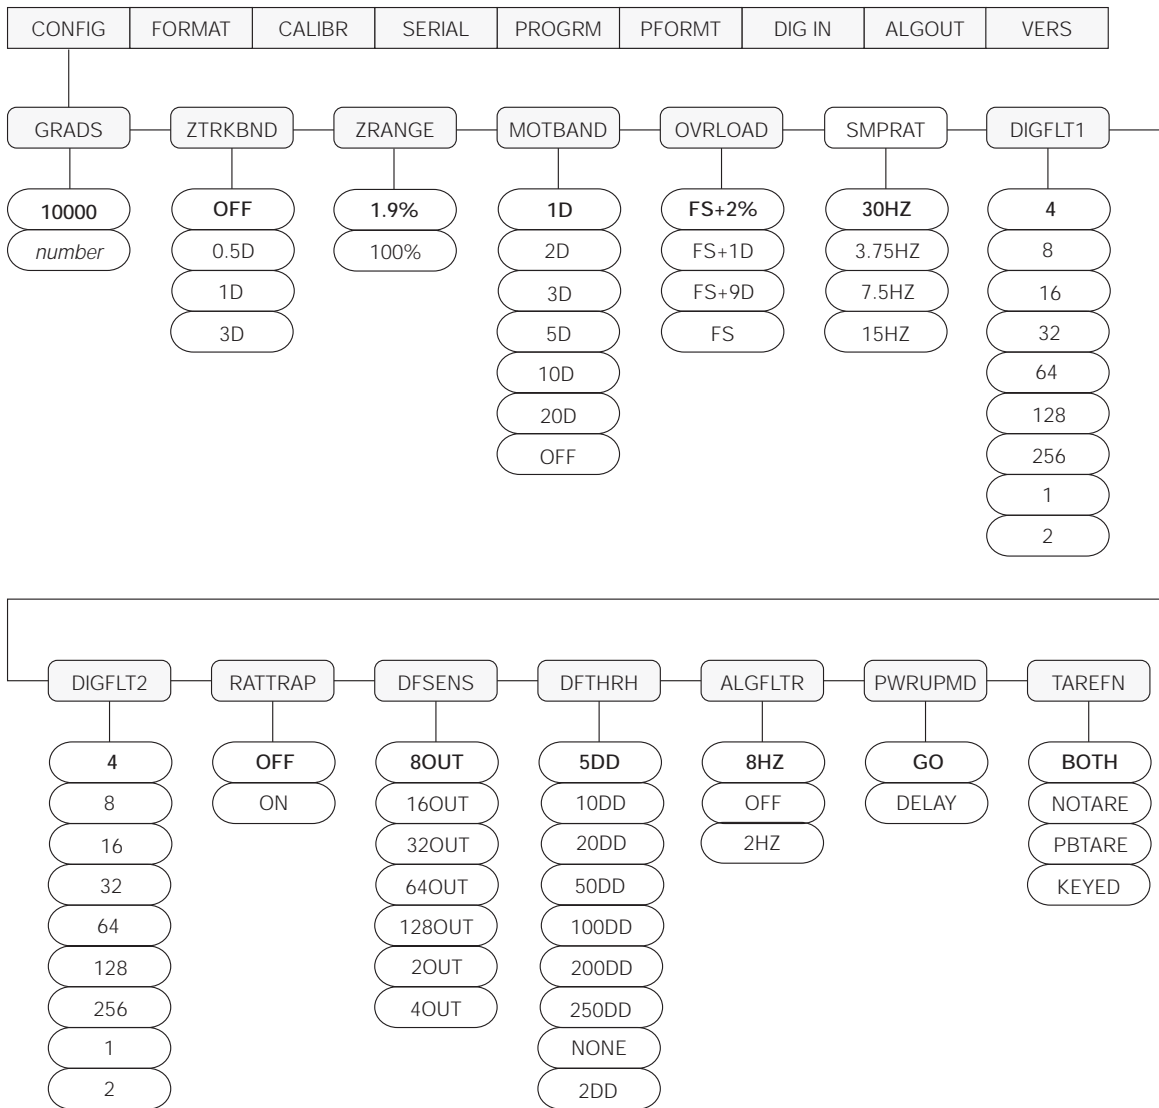 CONFIG FORMAT CALIBR SERIAL PROGRM PFORMT DIG IN ALGOUT VERS
GRADS ZTRKBND ZRANGE MOTBAND OVRLOAD SMPRAT DIGFLT1
10000 OFF 1.9% 1D FS+2% 30HZ 4
number 0.5D 100% 2D FS+1D 3.75HZ 8
1D 3D FS+9D 7.5HZ 16
3D 5D FS 15HZ 32
10D 64
20D 128
OFF 256
1
2
DIGFLT2 RATTRAP DFSENS DFTHRH ALGFLTR PWRUPMD TAREFN
4 OFF 8OUT 5DD 8HZ GO BOTH
8 ON 16OUT 10DD OFF DELAY NOTARE
16 32OUT 20DD 2HZ PBTARE
32 64OUT 50DD KEYED
64 128OUT 100DD
128 2OUT 200DD
256 4OUT 250DD
1 NONE
2 2DD